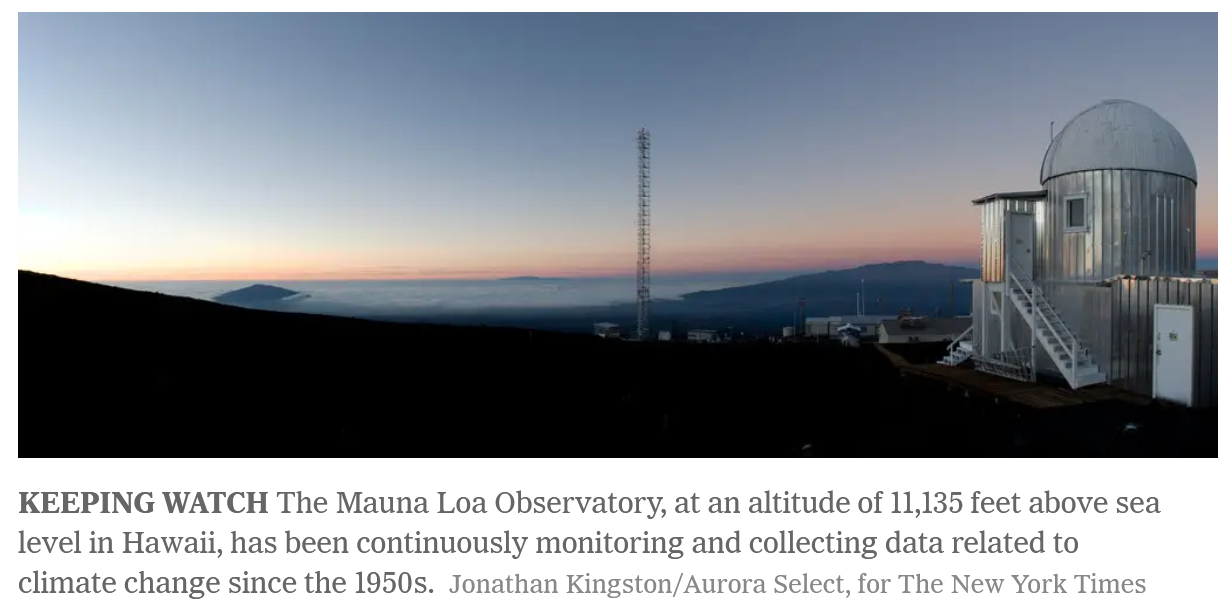 KEEPING WATCH The Mauna Loa Observatory, at an altitude of 11,135 feet above sea
level in Hawaii, has been continuously monitoring and collecting data related to
climate change since the 1950s. Jonathan Kingston/Aurora Select, for The New York Times